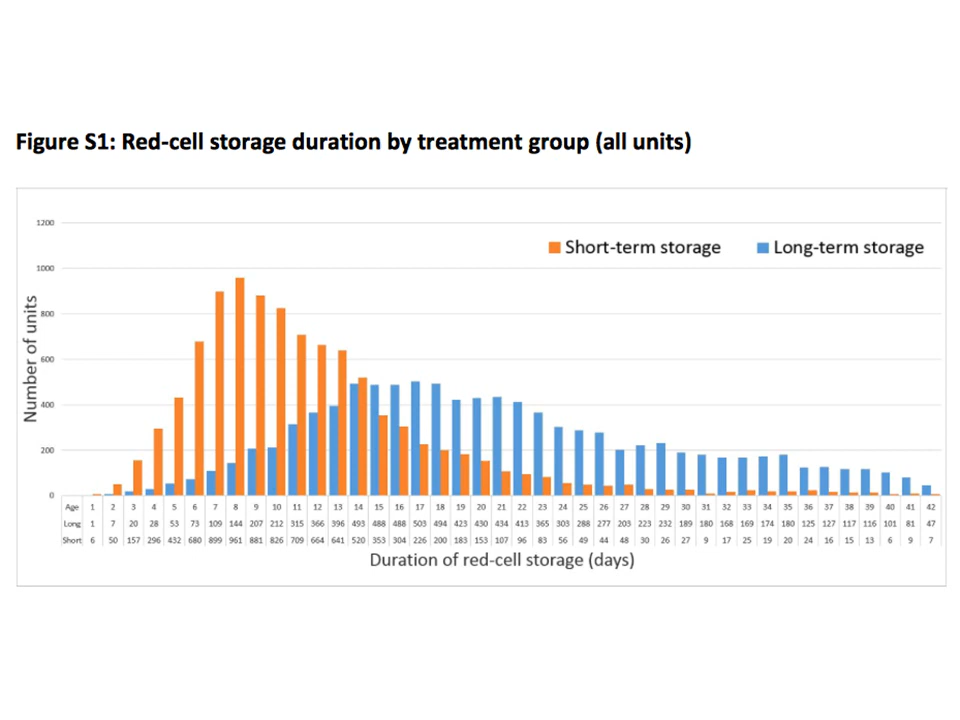 Figure S1: Red-cell storage duration by treatment group (all units)
Short-term storage Long-term storage
Number of units
1200
1000
800
600
400
200
0
Age 1 2 3 4 5 6 7 8 9 10 11 12 13 14 15 16 17 18 19 20 21 22 23 24 25 26 27 28 29 30 31 32 33 34 35 36 37 38 39 40 41 42
Long 1 7 20 28 53 73 109 144 207 212 315 366 396 493 488 488 503 494 423 430 434 413 365 303 288 277 203 223 232 189 180 168 169 174 180 125 127 117 116 101 81 47
Short 6 50 157 296 432 680 899 961 881 826 709 664 641 520 353 304 226 200 183 153 107 96 83 56 49 44 48 30 26 27 9 17 25 19 20 24 16 15 13 6 9 7
Duration of red-cell storage (days)